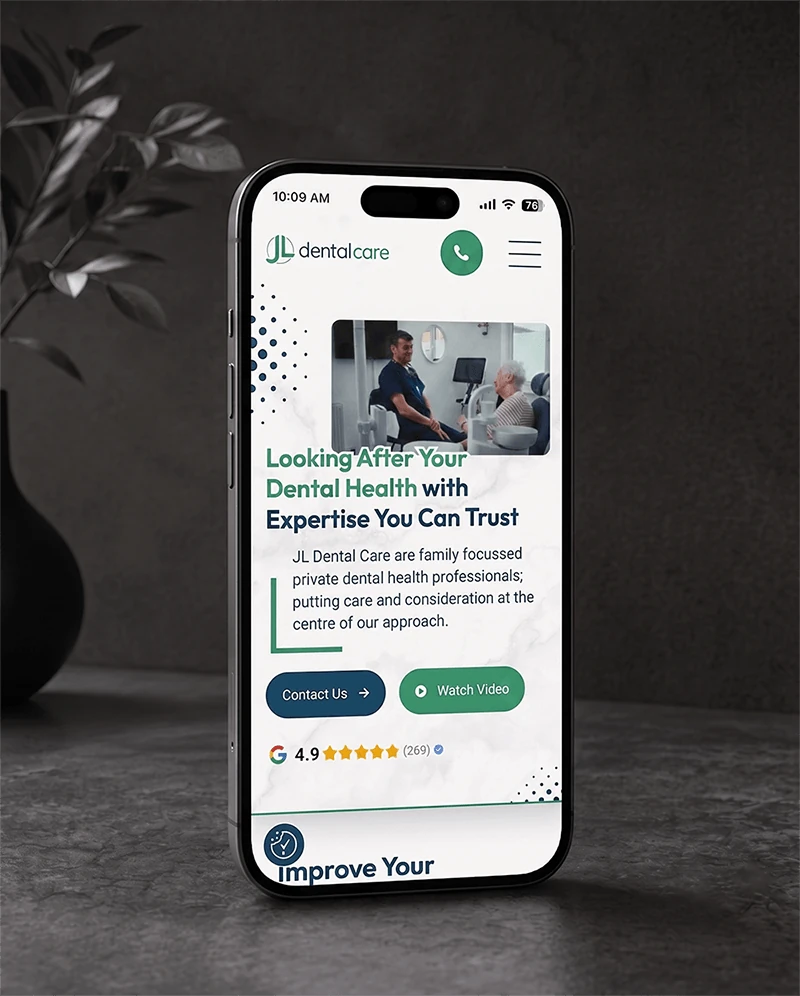 10:09 AM
76
JL dentalcare
Looking After Your
Dental Health with
Expertise You Can Trust
JL Dental Care are family focussed
private dental health professionals;
putting care and consideration at the
centre of our approach.
Contact Us
Watch Video
G 4.9 (269)
Improve Your